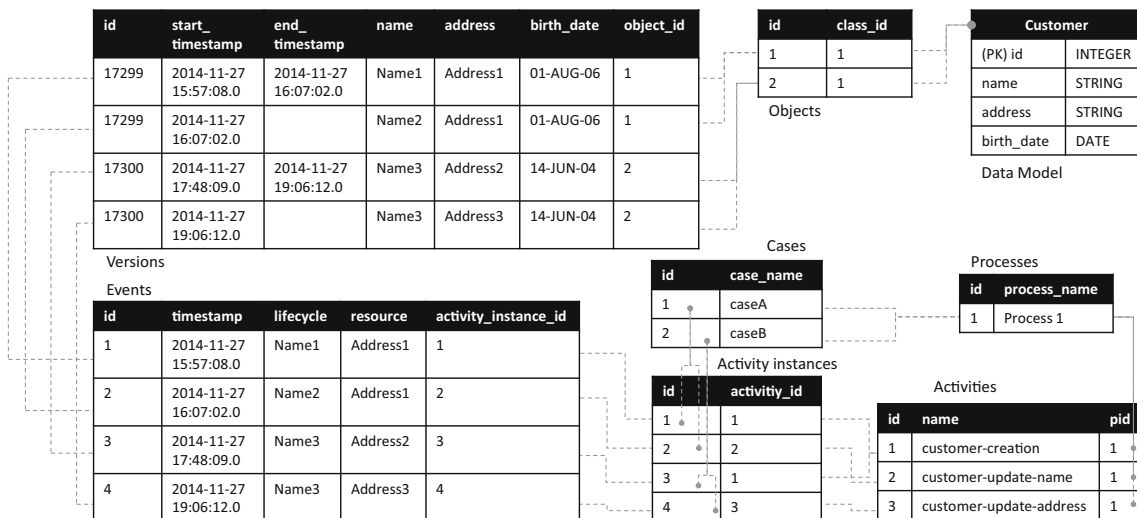 id start_ timestamp end_ timestamp name address birth_date object_id
17299 2014-11-27 15:57:08.0 2014-11-27 16:07:02.0 Name1 Address1 01-AUG-06 1
17299 2014-11-27 16:07:02.0 Name2 Address1 01-AUG-06 1
17300 2014-11-27 17:48:09.0 2014-11-27 19:06:12.0 Name3 Address2 14-JUN-04 2
17300 2014-11-27 19:06:12.0 Name3 Address3 14-JUN-04 2
Versions
id class_id
1 1
2 1
Objects
Customer
(PK) id INTEGER
name STRING
address STRING
birth_date DATE
Data Model
Events
id timestamp lifecycle resource activity_instance_id
1 2014-11-27 15:57:08.0 Name1 Address1 1
2 2014-11-27 16:07:02.0 Name2 Address1 2
3 2014-11-27 17:48:09.0 Name3 Address2 3
4 2014-11-27 19:06:12.0 Name3 Address3 4
Cases
id case_name
1 caseA
2 caseB
Processes
id process_name
1 Process 1
Activity instances
id activitiy_id
1 1
2 2
3 1
4 3
Activities
id name pid
1 customer-creation 1
2 customer-update-name 1
3 customer-update-address 1